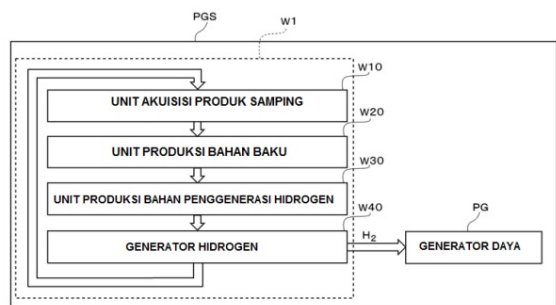 PGS
W1
W10
UNIT AKUISISI PRODUK SAMPING
W20
UNIT PRODUKSI BAHAN BAKU
W30
UNIT PRODUKSI BAHAN PENGGENERASI HIDROGEN
W40
GENERATOR HIDROGEN
H2
PG
GENERATOR DAYA